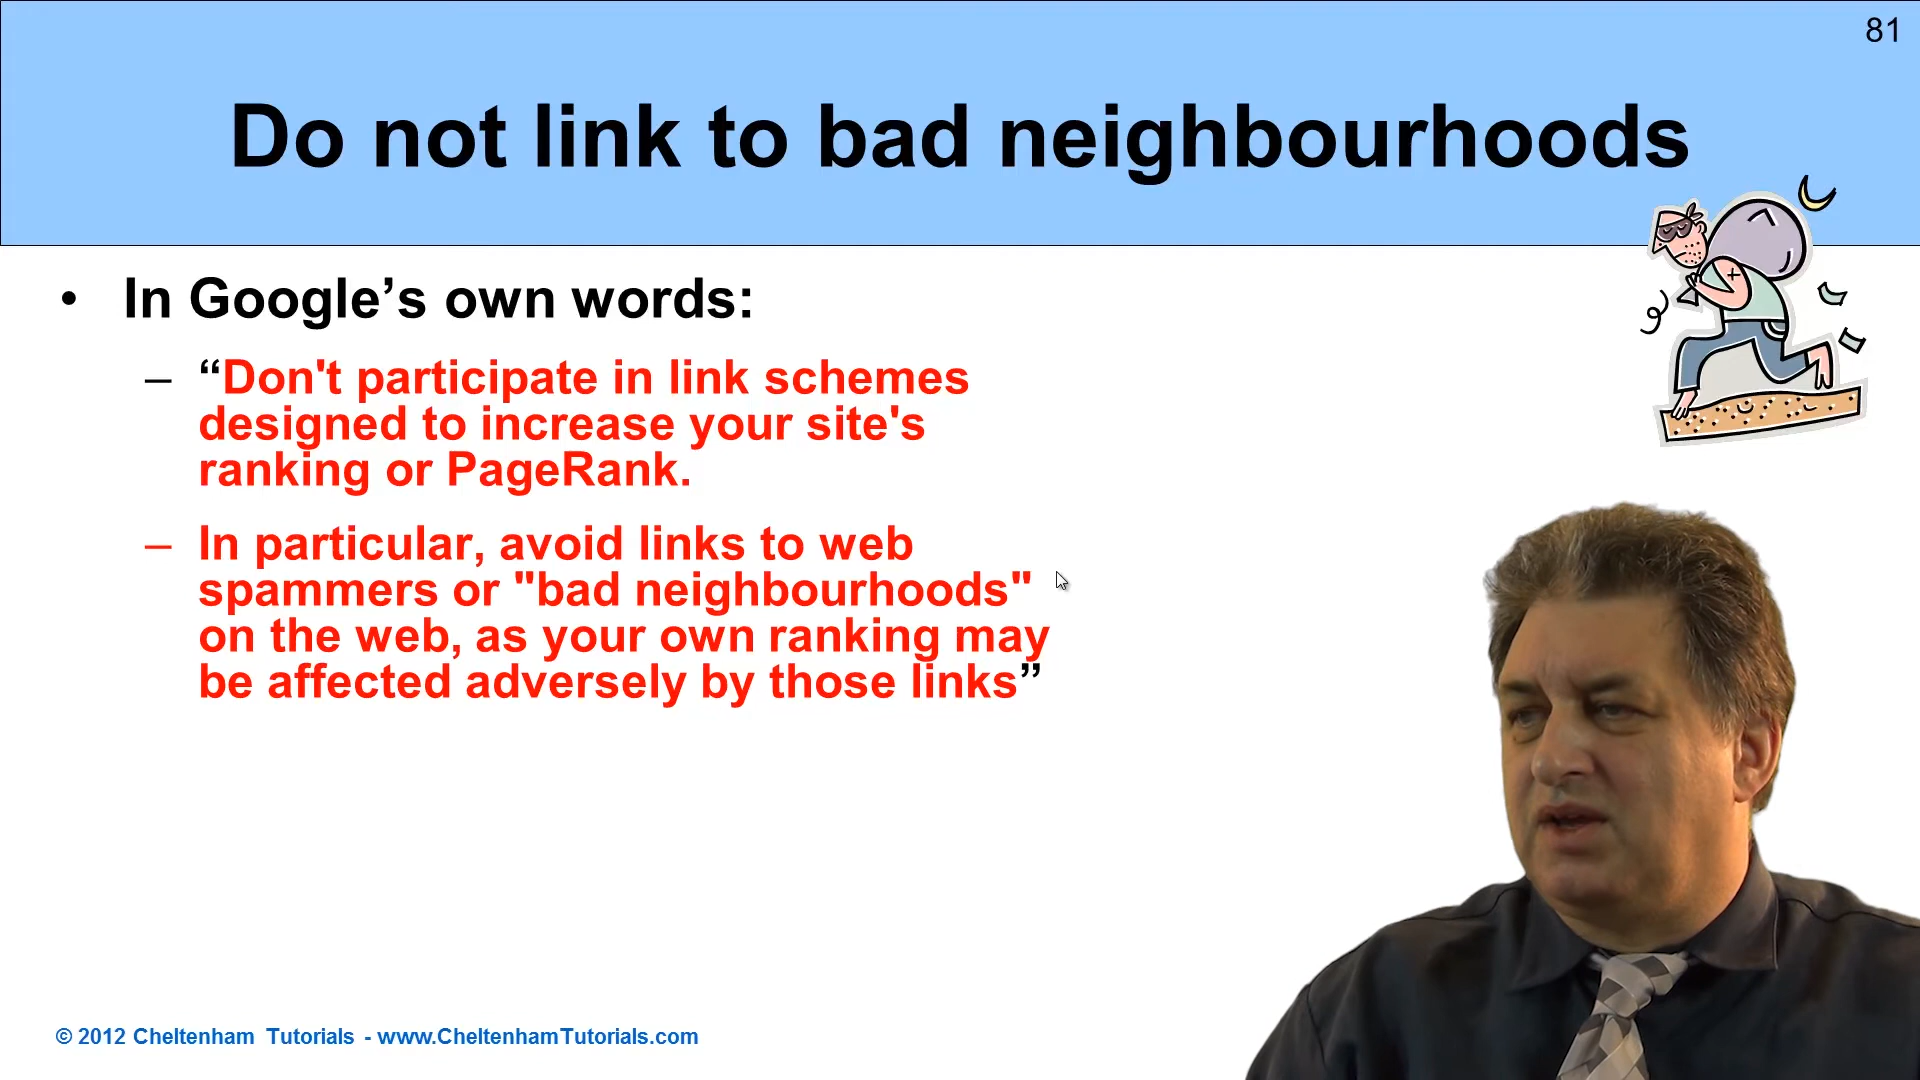 81
Do not link to bad neighbourhoods
• In Google’s own words:
– “Don't participate in link schemes
designed to increase your site's
ranking or PageRank.
– In particular, avoid links to web
spammers or "bad neighbourhoods"
on the web, as your own ranking may
be affected adversely by those links”
© 2012 Cheltenham Tutorials - www.CheltenhamTutorials.com